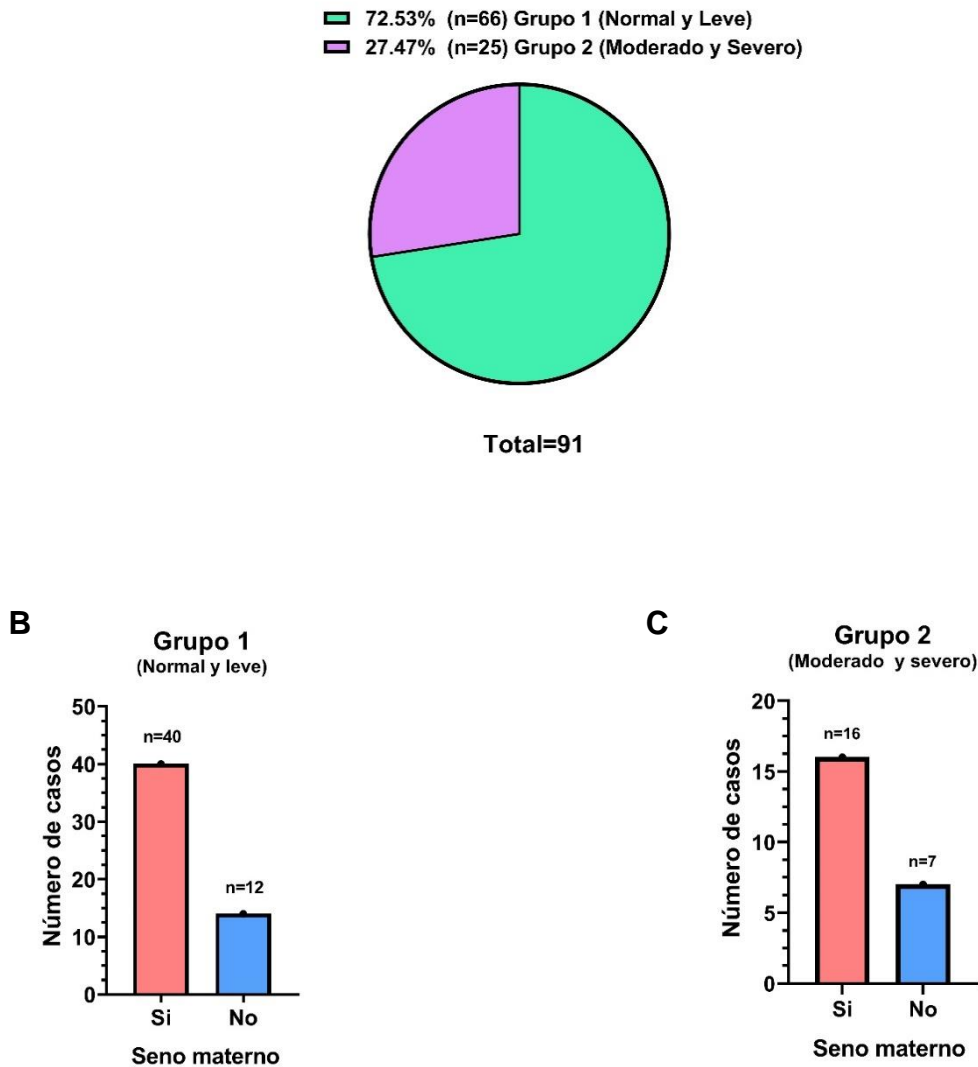 72.53% (n=66) Grupo 1 (Normal y Leve)
27.47% (n=25) Grupo 2 (Moderado y Severo)
Total=91
B
Grupo 1
(Normal y leve)
Número de casos
50
40
30
20
10
0
n=40
n=12
Si
No
Seno materno
C
Grupo 2
(Moderado y severo)
Número de casos
20
15
10
5
0
n=16
n=7
Si
No
Seno materno